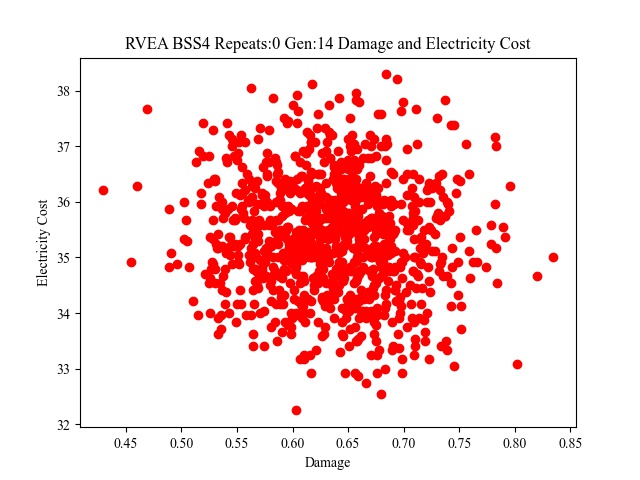 RVEA BSS4 Repeats:0 Gen:14 Damage and Electricity Cost
38
37
36
35
34
33
32
Electricity Cost
0.45 0.50 0.55 0.60 0.65 0.70 0.75 0.80 0.85
Damage